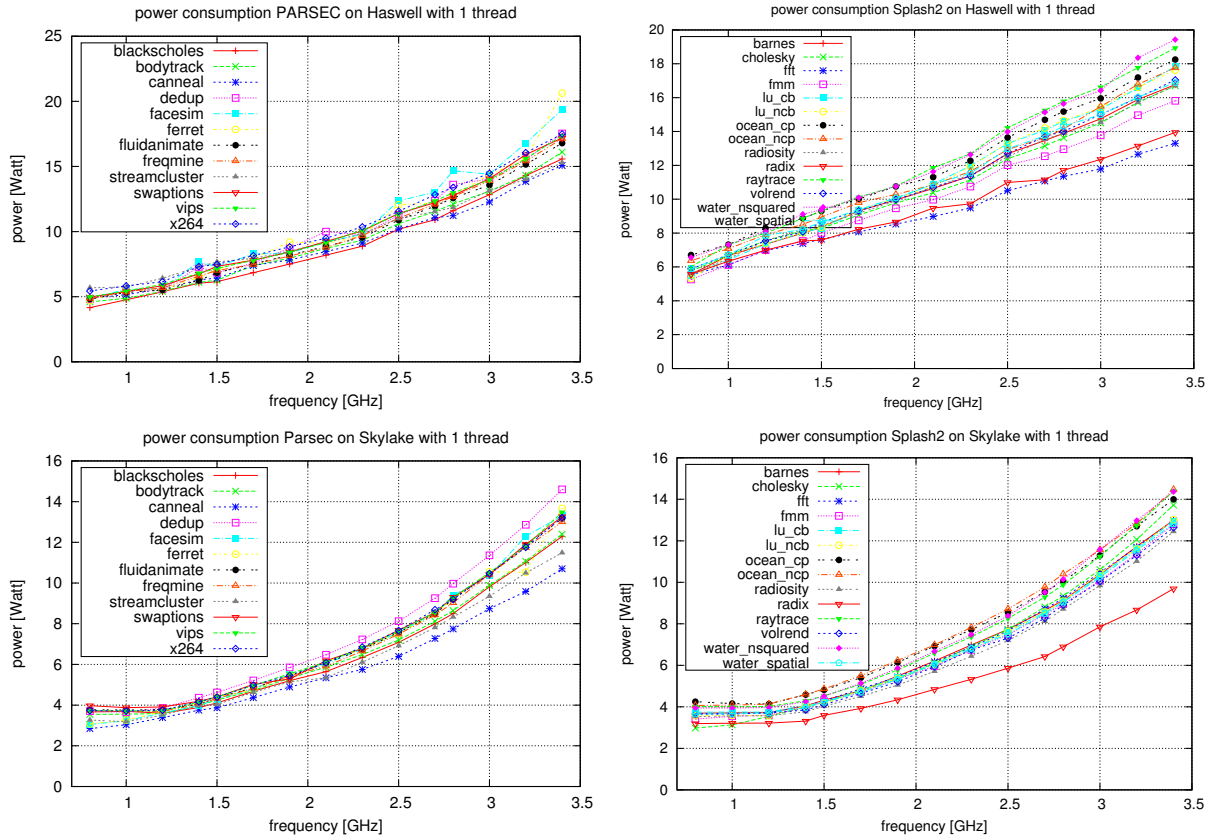 power consumption PARSEC on Haswell with 1 thread
25
20
15
10
5
0
power [Watt]
blackscholes
bodytrack
canneal
dedup
facesim
ferret
fluidanimate
freqmine
streamcluster
swaptions
vips
x264
1 1.5 2 2.5 3 3.5
frequency [GHz]
power consumption Splash2 on Haswell with 1 thread
20
18
16
14
12
10
8
6
4
2
0
power [Watt]
barnes
cholesky
fft
fmm
lu_cb
lu_ncb
ocean_cp
ocean_ncp
radiosity
radix
raytrace
volrend
water_nsquared
water_spatial
1 1.5 2 2.5 3 3.5
frequency [GHz]
power consumption Parsec on Skylake with 1 thread
16
14
12
10
8
6
4
2
0
power [Watt]
blackscholes
bodytrack
canneal
dedup
facesim
ferret
fluidanimate
freqmine
streamcluster
swaptions
vips
x264
1 1.5 2 2.5 3 3.5
frequency [GHz]
power consumption Splash2 on Skylake with 1 thread
16
14
12
10
8
6
4
2
0
power [Watt]
barnes
cholesky
fft
fmm
lu_cb
lu_ncb
ocean_cp
ocean_ncp
radiosity
radix
raytrace
volrend
water_nsquared
water_spatial
1 1.5 2 2.5 3 3.5
frequency [GHz]